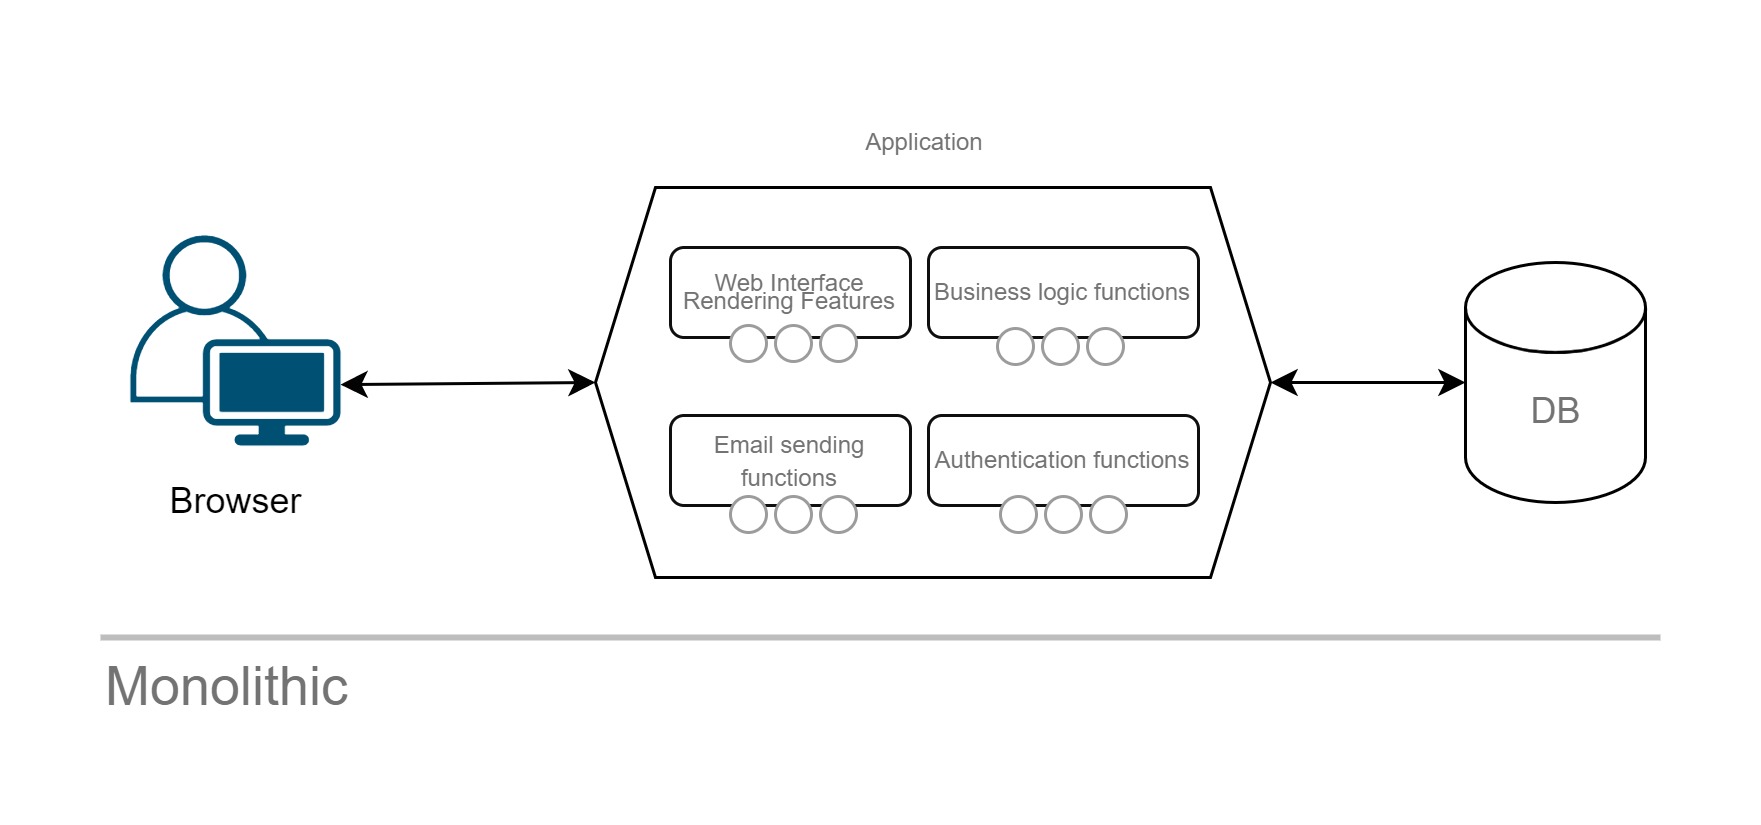 Application
Web Interface
Rendering Features
Business logic functions
Email sending
functions
Authentication functions
Browser
DB
Monolithic